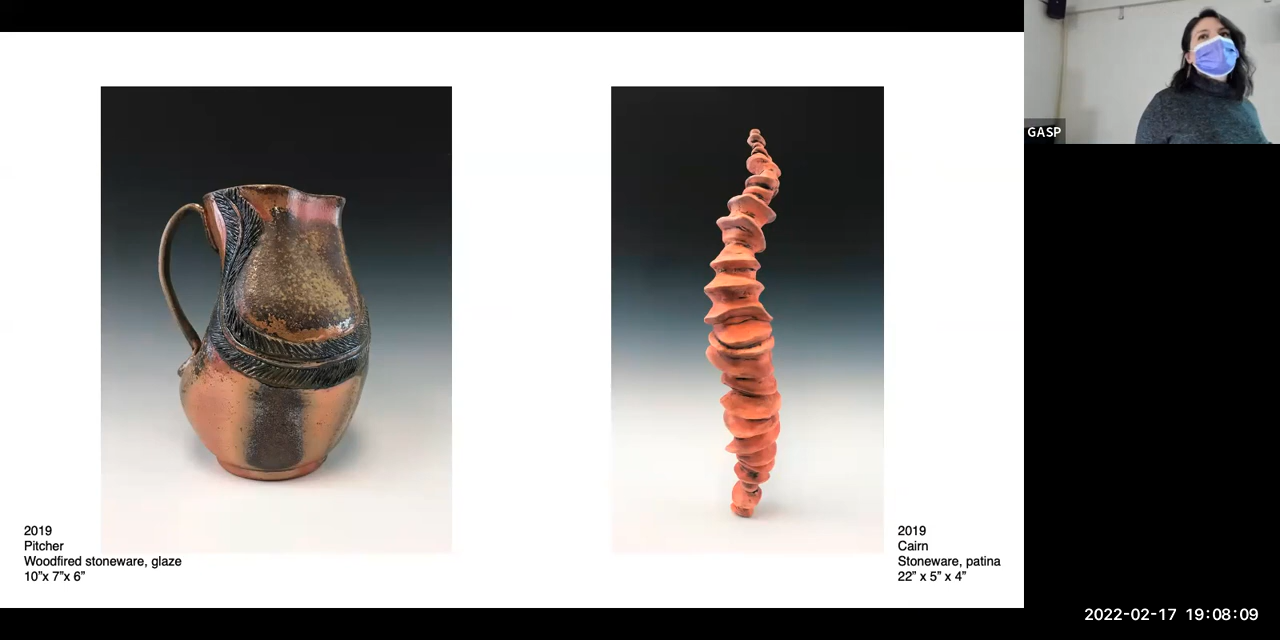 GASP
2019
Pitcher
Woodfired stoneware, glaze
10”x 7”x 6”
2019
Cairn
Stoneware, patina
22” x 5” x 4”
2022-02-17 19:08:09